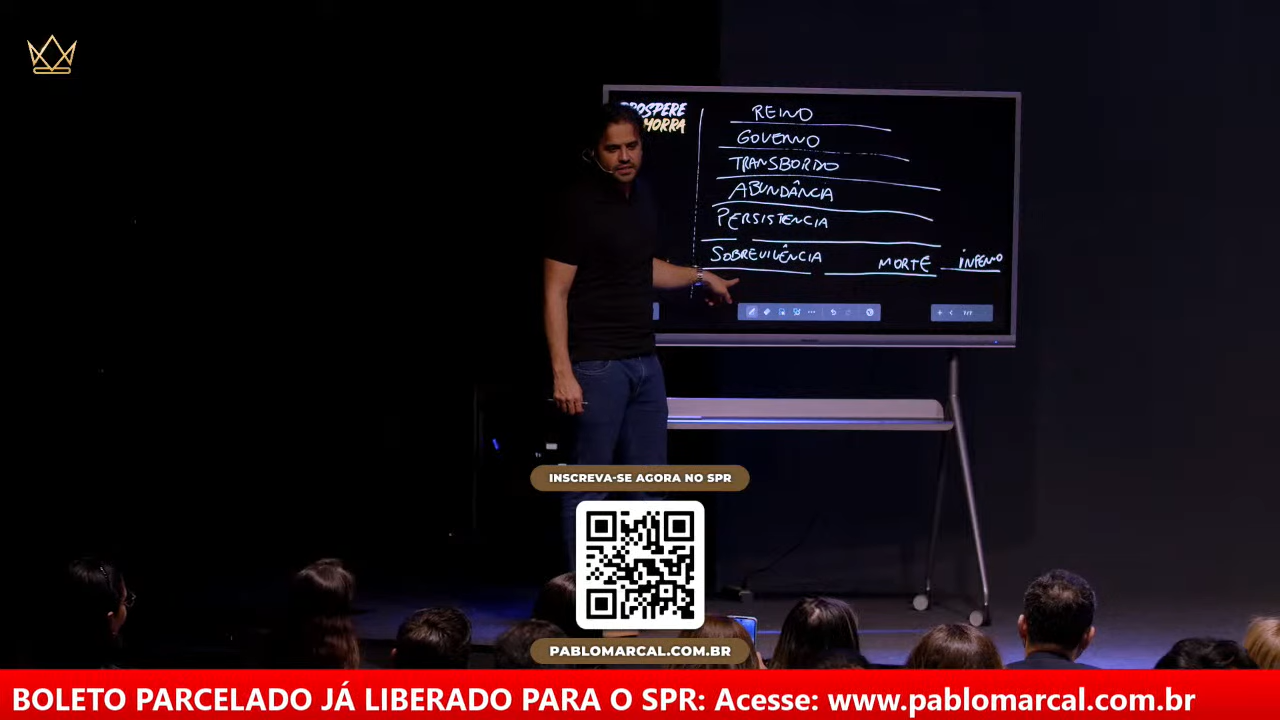 PROSPERE
MORRA
REINO
GOVERNO
TRANSBORDO
ABUNDÂNCIA
PERSISTENCIA
SOBREVIVÊNCIA
MORTE
INFERNO
INSCREVA-SE AGORA NO SPR
PABLOMARCAL.COM.BR
BOLETO PARCELADO JÁ LIBERADO PARA O SPR: Acesse: www.pablomarcal.com.br